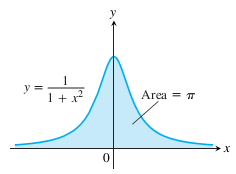 y
y = 1 / (1 + x²)
Area = π
x
0